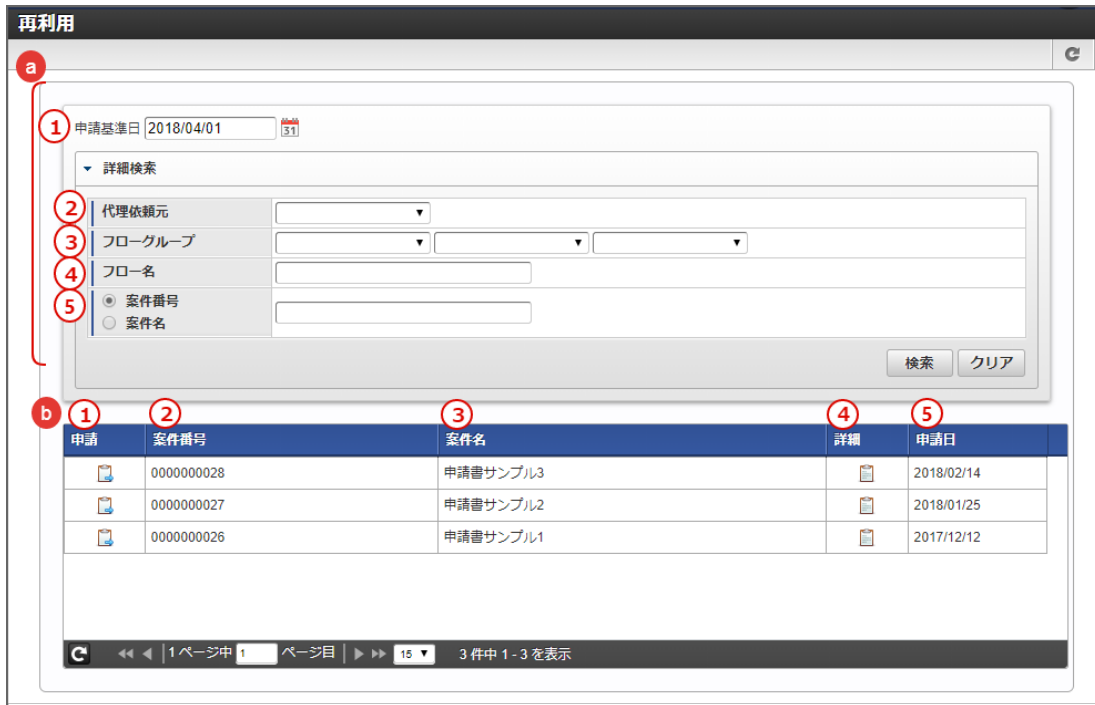 再利用
a
① 申請基準日 2018/04/01 31
詳細検索
② 代理依頼元
③ フローグループ
④ フロー名
⑤ 案件番号
案件名
検索 クリア
b ① ② ③ ④ ⑤
申請 案件番号 案件名 詳細 申請日
0000000028 申請書サンプル3 2018/02/14
0000000027 申請書サンプル2 2018/01/25
0000000026 申請書サンプル1 2017/12/12
1 ページ中 1 ページ目 15 3 件中 1 - 3 を表示